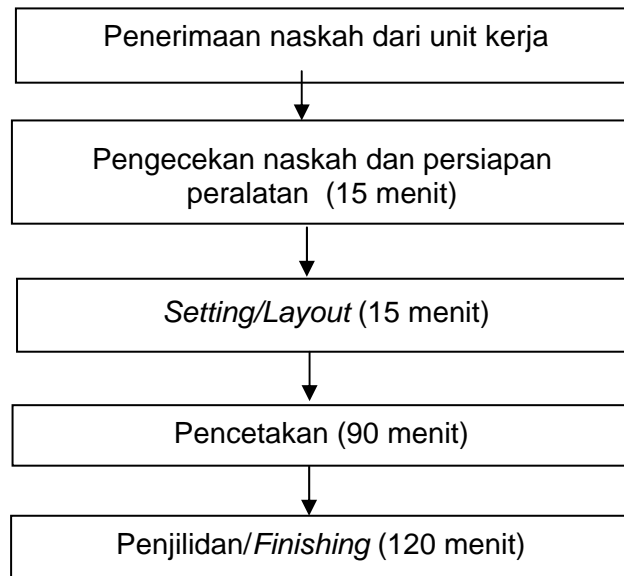 Penerimaan naskah dari unit kerja
Pengecekan naskah dan persiapan
peralatan (15 menit)
Setting/Layout (15 menit)
Pencetakan (90 menit)
Penjilidan/Finishing (120 menit)